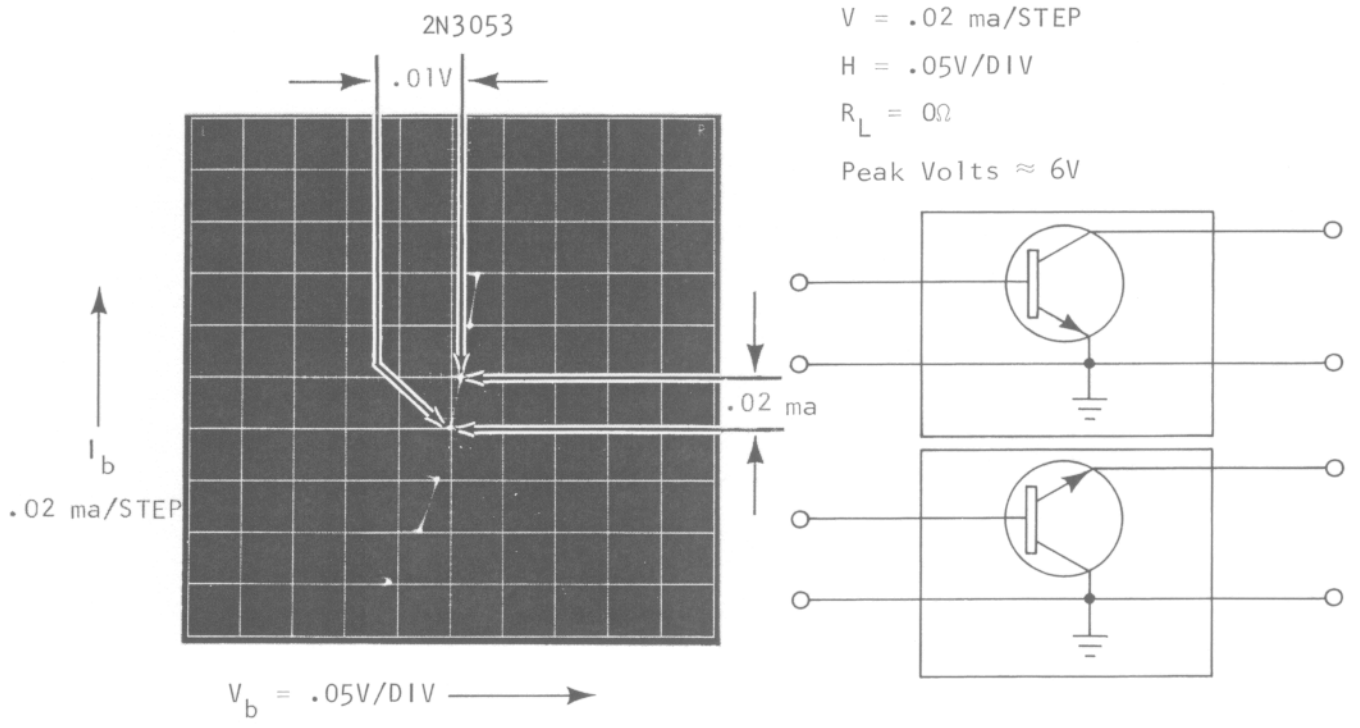 2N3053
.01V
V = .02 ma/STEP
H = .05V/DIV
R_L = 0Ω
Peak Volts ≈ 6V
L
R
.02 ma
I_b
.02 ma/STEP
V_b = .05V/DIV